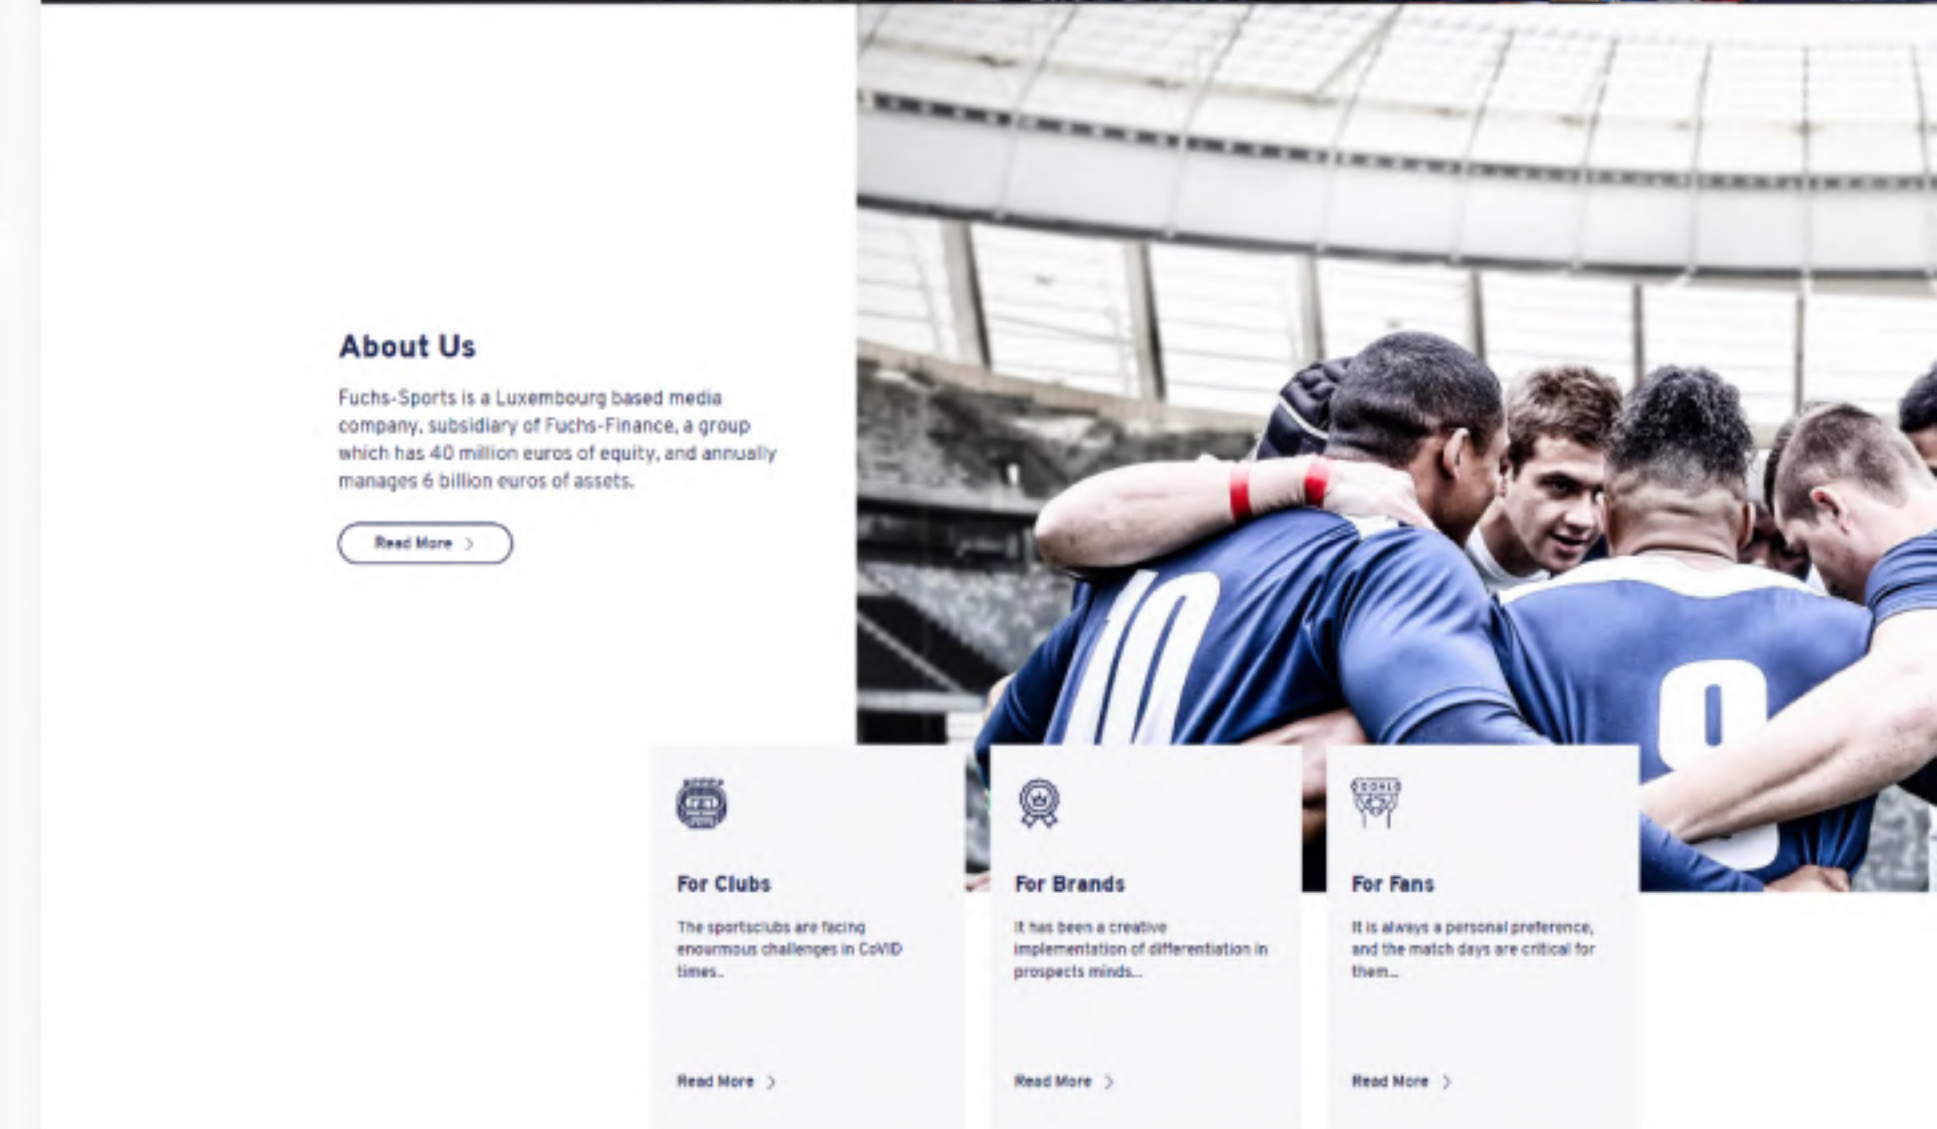 About Us
Fuchs-Sports is a Luxembourg based media
company, subsidiary of Fuchs-Finance, a group
which has 40 million euros of equity, and annually
manages 6 billion euros of assets.
Read More
10
9
GOAL
For Clubs
For Brands
For Fans
The sportsclubs are facing
enourmous challenges in CoVID
times..
It has been a creative
implementation of differentiation in
prospects minds...
It is always a personal preference,
and the match days are critical for
them...
Read More
Read More
Read More